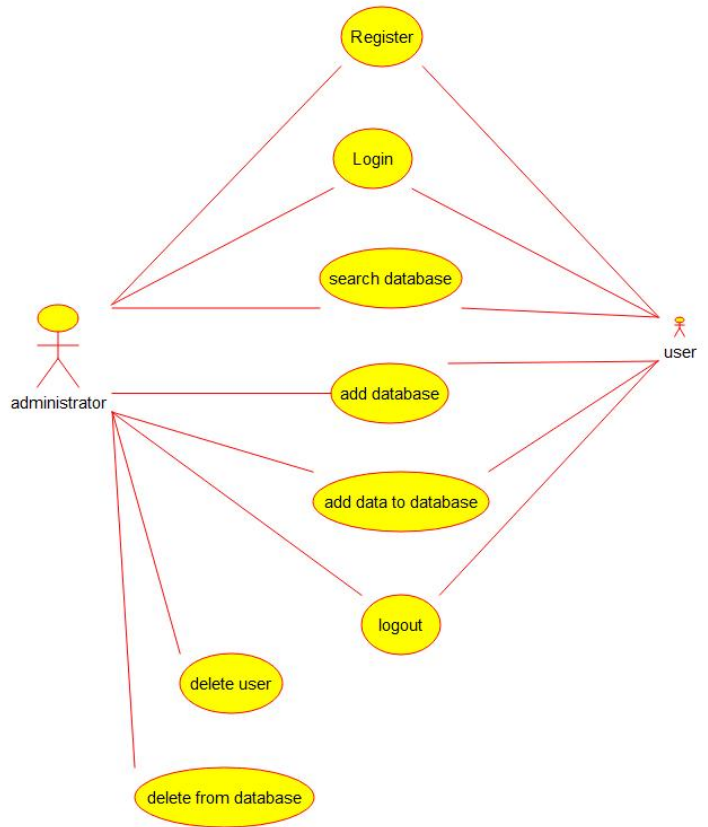 Register
Login
search database
user
add database
administrator
add data to database
logout
delete user
delete from database